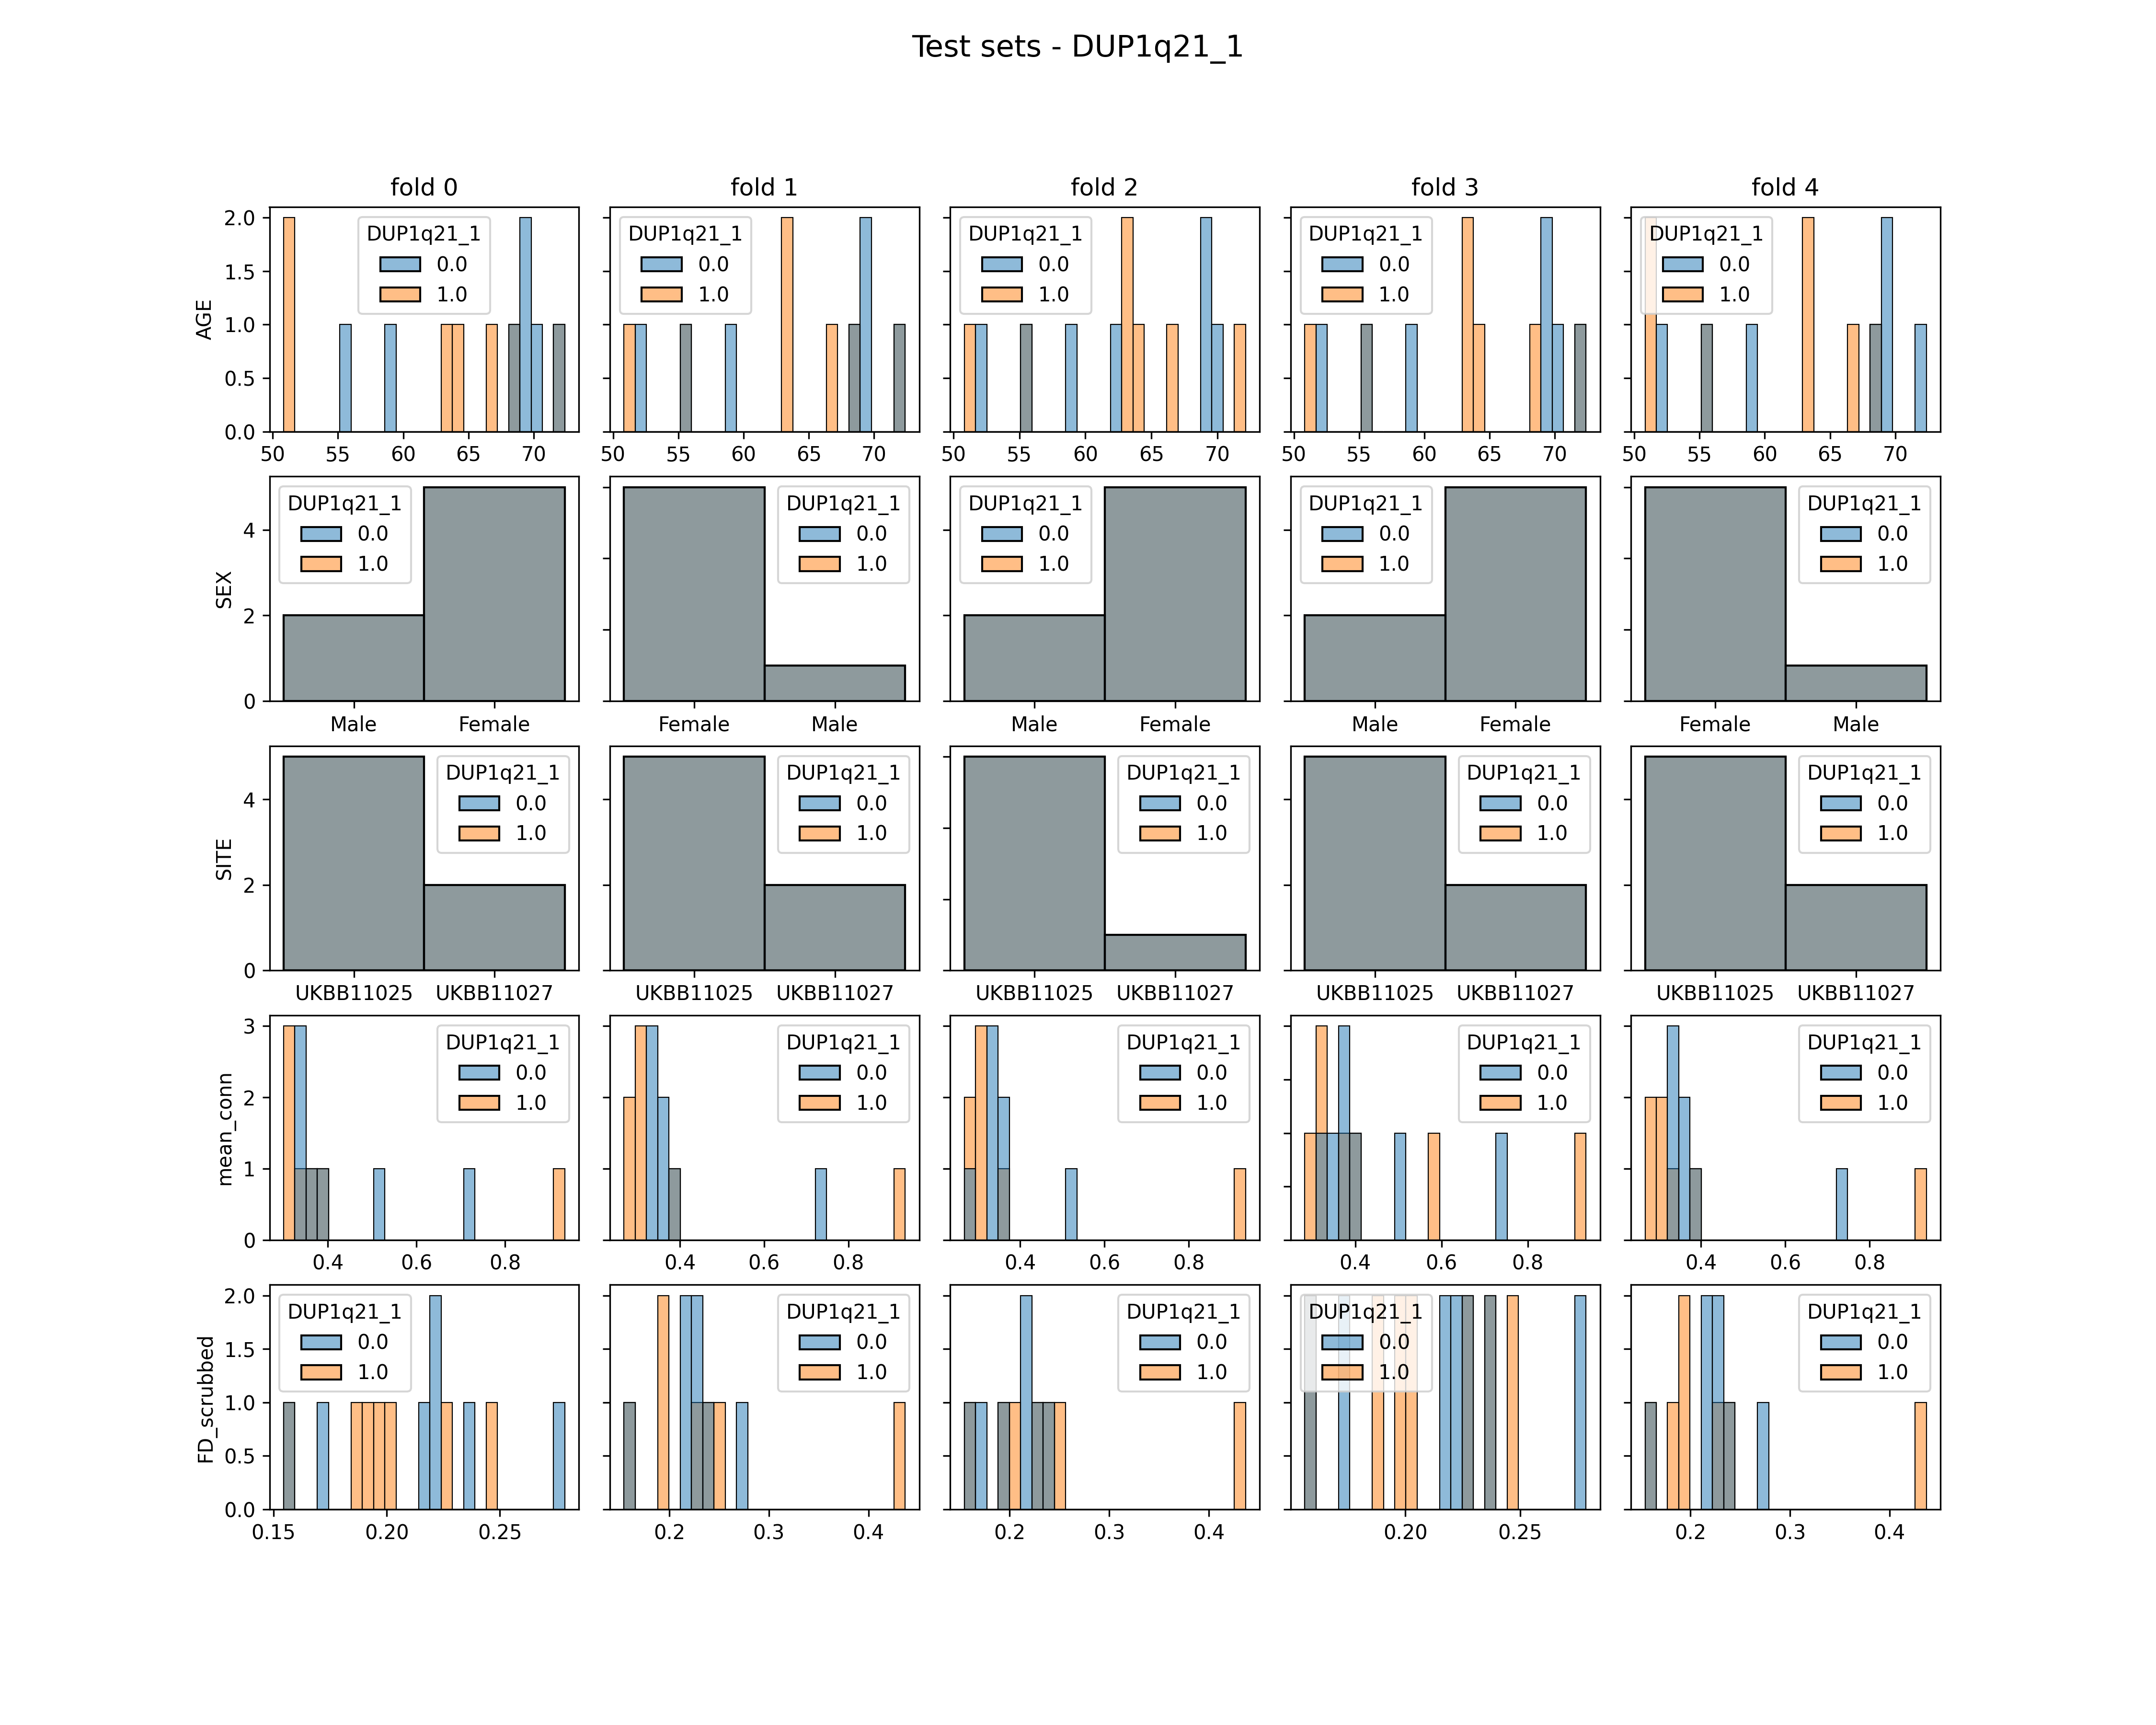 Test sets - DUP1q21_1
fold 0 fold 1 fold 2 fold 3 fold 4
AGE
2.0
1.5
1.0
0.5
0.0
DUP1q21_1
0.0
1.0
DUP1q21_1
0.0
1.0
DUP1q21_1
0.0
1.0
DUP1q21_1
0.0
1.0
DUP1q21_1
0.0
1.0
50 55 60 65 70
50 55 60 65 70
50 55 60 65 70
50 55 60 65 70
50 55 60 65 70
SEX
4
2
0
DUP1q21_1
0.0
1.0
DUP1q21_1
0.0
1.0
DUP1q21_1
0.0
1.0
DUP1q21_1
0.0
1.0
DUP1q21_1
0.0
1.0
Male Female
Female Male
Male Female
Male Female
Female Male
SITE
4
2
0
DUP1q21_1
0.0
1.0
DUP1q21_1
0.0
1.0
DUP1q21_1
0.0
1.0
DUP1q21_1
0.0
1.0
DUP1q21_1
0.0
1.0
UKBB11025 UKBB11027
UKBB11025 UKBB11027
UKBB11025 UKBB11027
UKBB11025 UKBB11027
UKBB11025 UKBB11027
mean_conn
3
2
1
0
DUP1q21_1
0.0
1.0
DUP1q21_1
0.0
1.0
DUP1q21_1
0.0
1.0
DUP1q21_1
0.0
1.0
DUP1q21_1
0.0
1.0
0.4 0.6 0.8
0.4 0.6 0.8
0.4 0.6 0.8
0.4 0.6 0.8
0.4 0.6 0.8
FD_scrubbed
2.0
1.5
1.0
0.5
0.0
DUP1q21_1
0.0
1.0
DUP1q21_1
0.0
1.0
DUP1q21_1
0.0
1.0
DUP1q21_1
0.0
1.0
DUP1q21_1
0.0
1.0
0.15 0.20 0.25
0.2 0.3 0.4
0.2 0.3 0.4
0.20 0.25
0.2 0.3 0.4